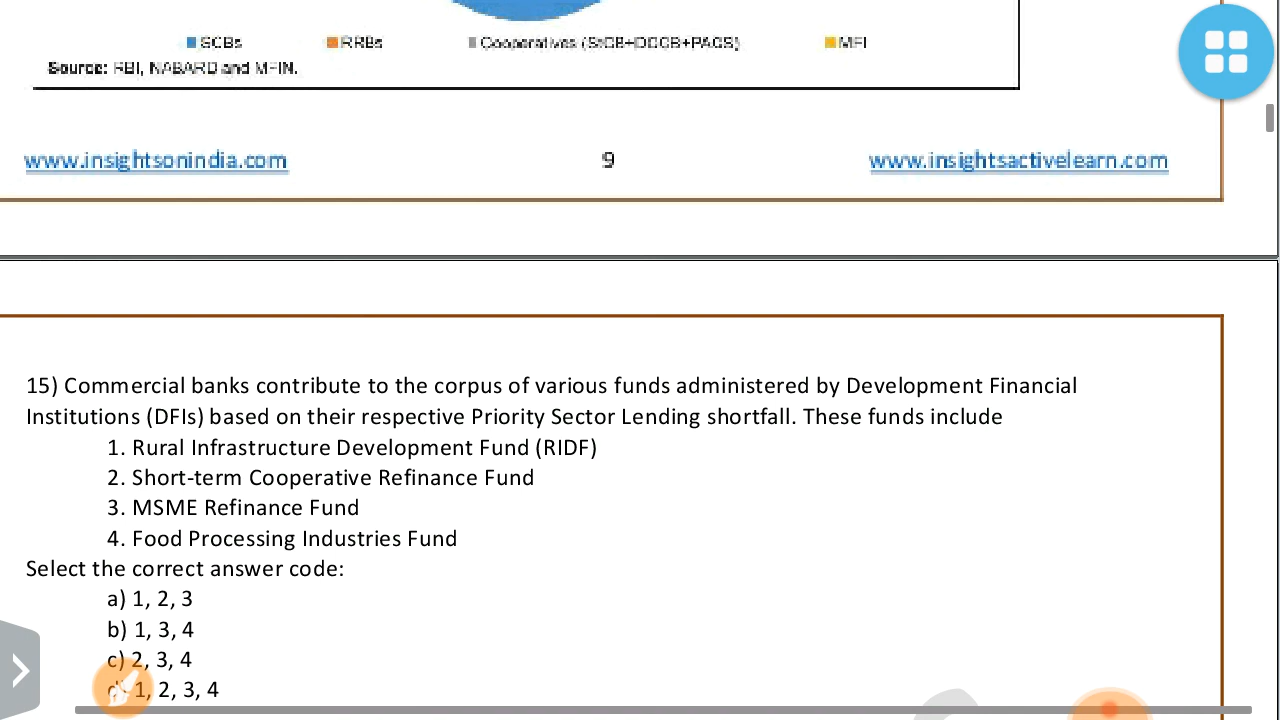 SCBs RRBs Cooperatives (StCB+DCCB+PACS) MFI
Source: RBI, NABARD and MFIN.
www.insightsonindia.com 9 www.insightsactivelearn.com
15) Commercial banks contribute to the corpus of various funds administered by Development Financial
Institutions (DFIs) based on their respective Priority Sector Lending shortfall. These funds include
1. Rural Infrastructure Development Fund (RIDF)
2. Short-term Cooperative Refinance Fund
3. MSME Refinance Fund
4. Food Processing Industries Fund
Select the correct answer code:
a) 1, 2, 3
b) 1, 3, 4
c) 2, 3, 4
d) 1, 2, 3, 4